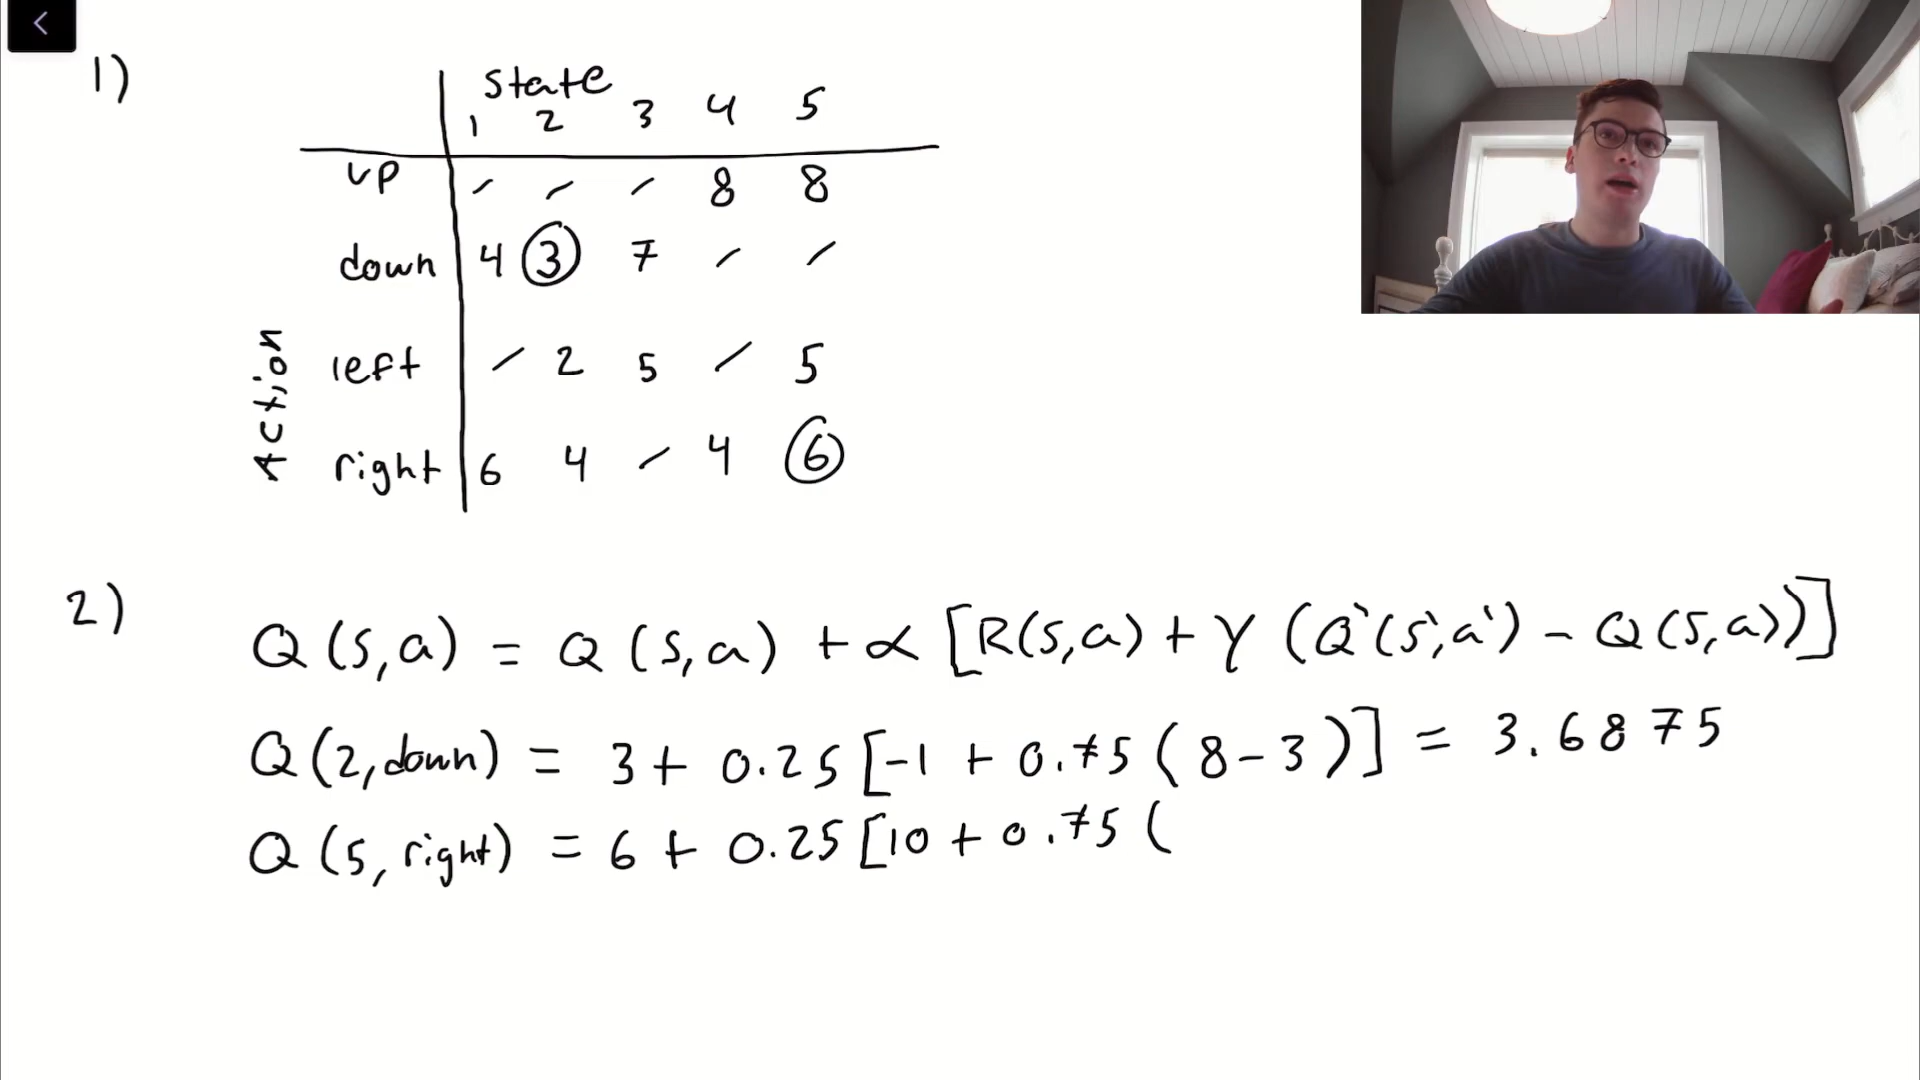 1)
state
1 2 3 4 5
up - - - 8 8
down 4 3 7 - -
Action
left - 2 5 - 5
right 6 4 - 4 6
2)
Q (S,a) = Q (S,a) + α [R(S,a) + γ (Q'(S',a') - Q(S,a))]
Q (2,down) = 3 + 0.25 [-1 + 0.75 (8-3)] = 3.6875
Q (5, right) = 6 + 0.25 [10 + 0.75 (